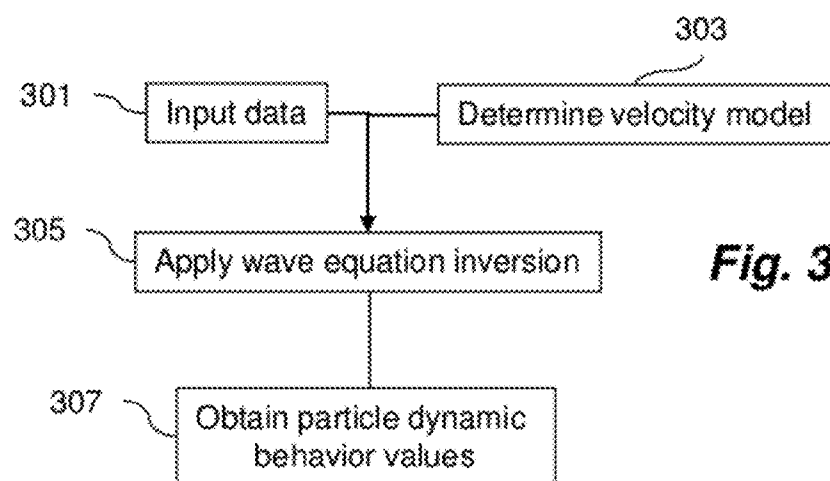 303
301
Input data
Determine velocity model
305
Apply wave equation inversion
Fig. 3
307
Obtain particle dynamic
behavior values